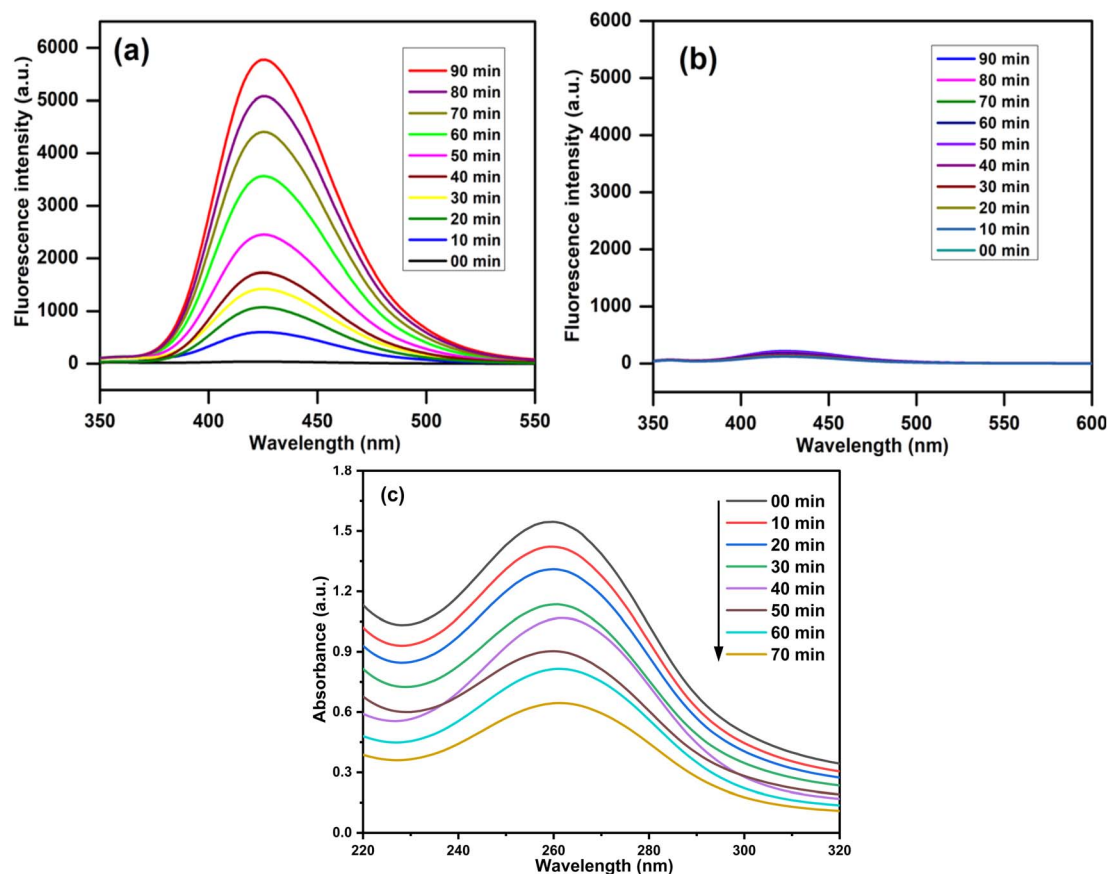 (a)
Fluorescence intensity (a.u.)
6000
5000
4000
3000
2000
1000
0
90 min
80 min
70 min
60 min
50 min
40 min
30 min
20 min
10 min
00 min
350
400
450
500
550
Wavelength (nm)
(b)
Fluorescence intensity (a.u.)
6000
5000
4000
3000
2000
1000
0
90 min
80 min
70 min
60 min
50 min
40 min
30 min
20 min
10 min
00 min
350
400
450
500
550
600
Wavelength (nm)
(c)
Absorbance (a.u.)
1.8
1.5
1.2
0.9
0.6
0.3
0.0
00 min
10 min
20 min
30 min
40 min
50 min
60 min
70 min
220
240
260
280
300
320
Wavelength (nm)